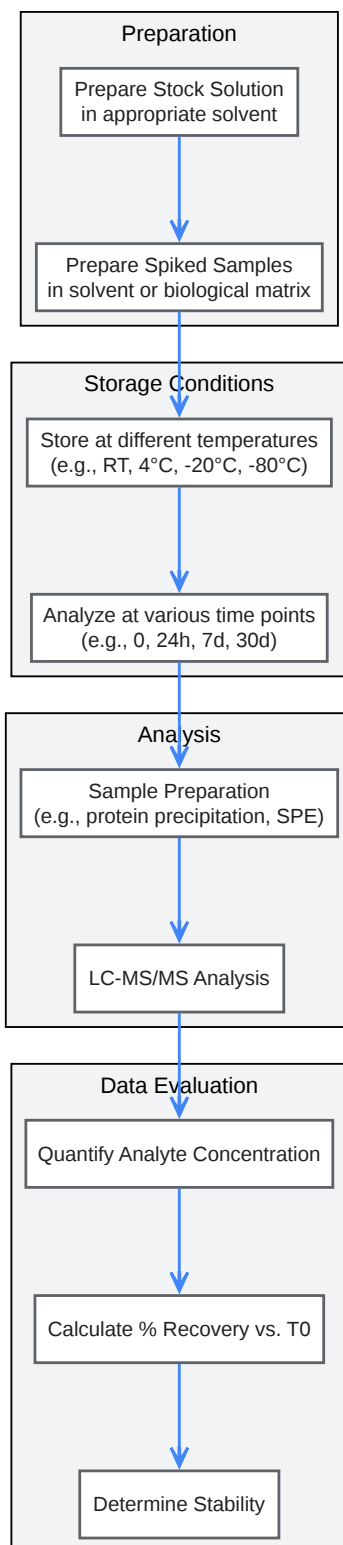 Preparation
Prepare Stock Solution
in appropriate solvent
Prepare Spiked Samples
in solvent or biological matrix
Storage Conditions
Store at different temperatures
(e.g., RT, 4°C, -20°C, -80°C)
Analyze at various time points
(e.g., 0, 24h, 7d, 30d)
Analysis
Sample Preparation
(e.g., protein precipitation, SPE)
LC-MS/MS Analysis
Data Evaluation
Quantify Analyte Concentration
Calculate % Recovery vs. T0
Determine Stability